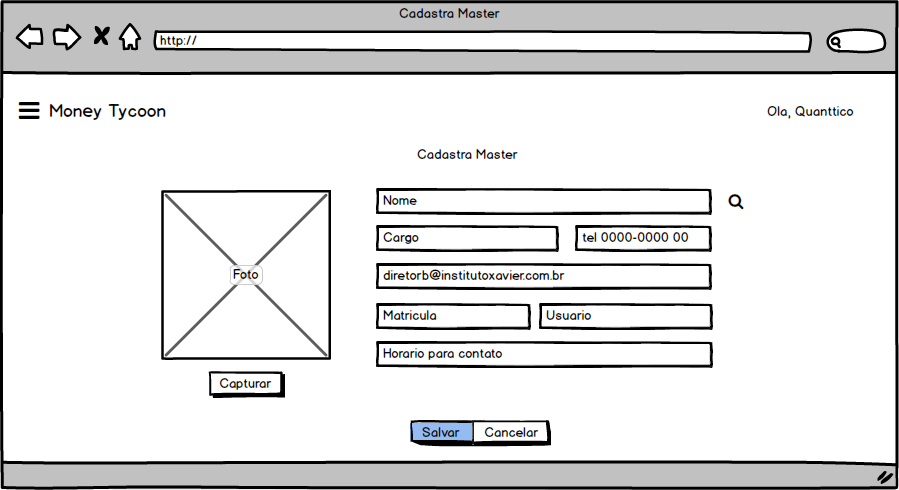 Cadastra Master
http://
Money Tycoon
Ola, Quanttico
Cadastra Master
Nome
Cargo
tel 0000-0000 00
Foto
diretorb@institutoxavier.com.br
Matricula
Usuario
Horario para contato
Capturar
Salvar
Cancelar